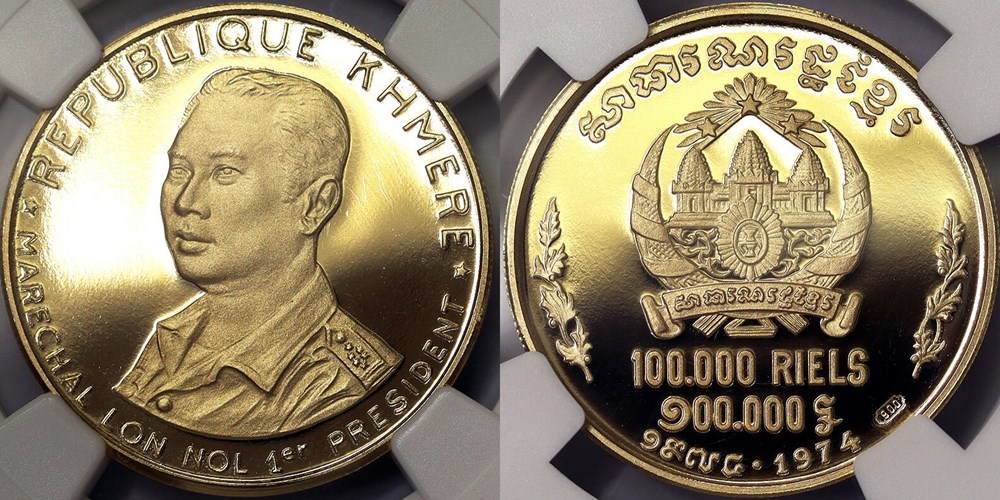 REPUBLIQUE KHMERE
MARECHAL LON NOL 1er PRESIDENT
សាធារណរដ្ឋខ្មែរ
សាធារណរដ្ឋខ្មែរ
100.000 RIELS
១០០.០០០ ៛
900
១៩៧៤ · 1974